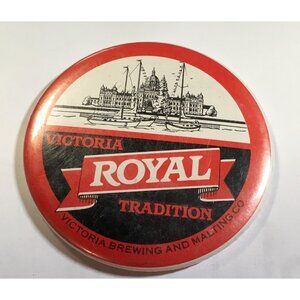 VICTORIA
ROYAL
TRADITION
VICTORIA BREWING AND MALTING CO